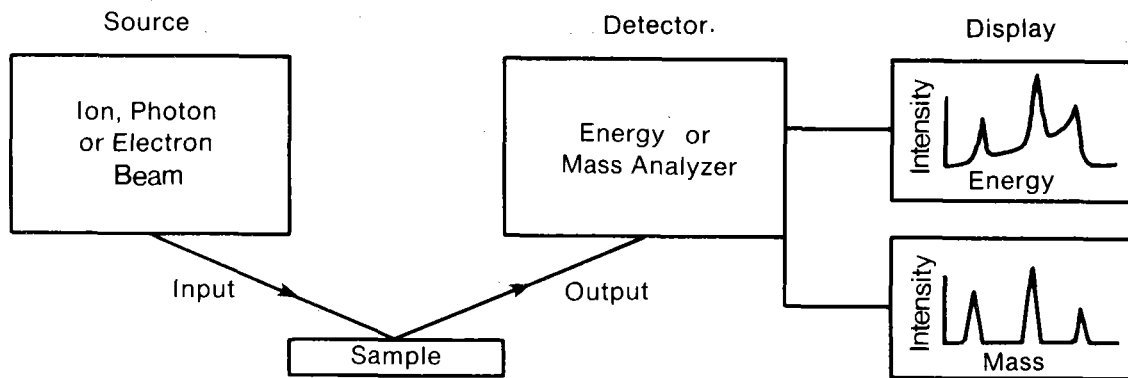 Source
Detector.
Display
Ion, Photon
or Electron
Beam
Energy or
Mass Analyzer
Intensity
Energy
Intensity
Mass
Input
Output
Sample